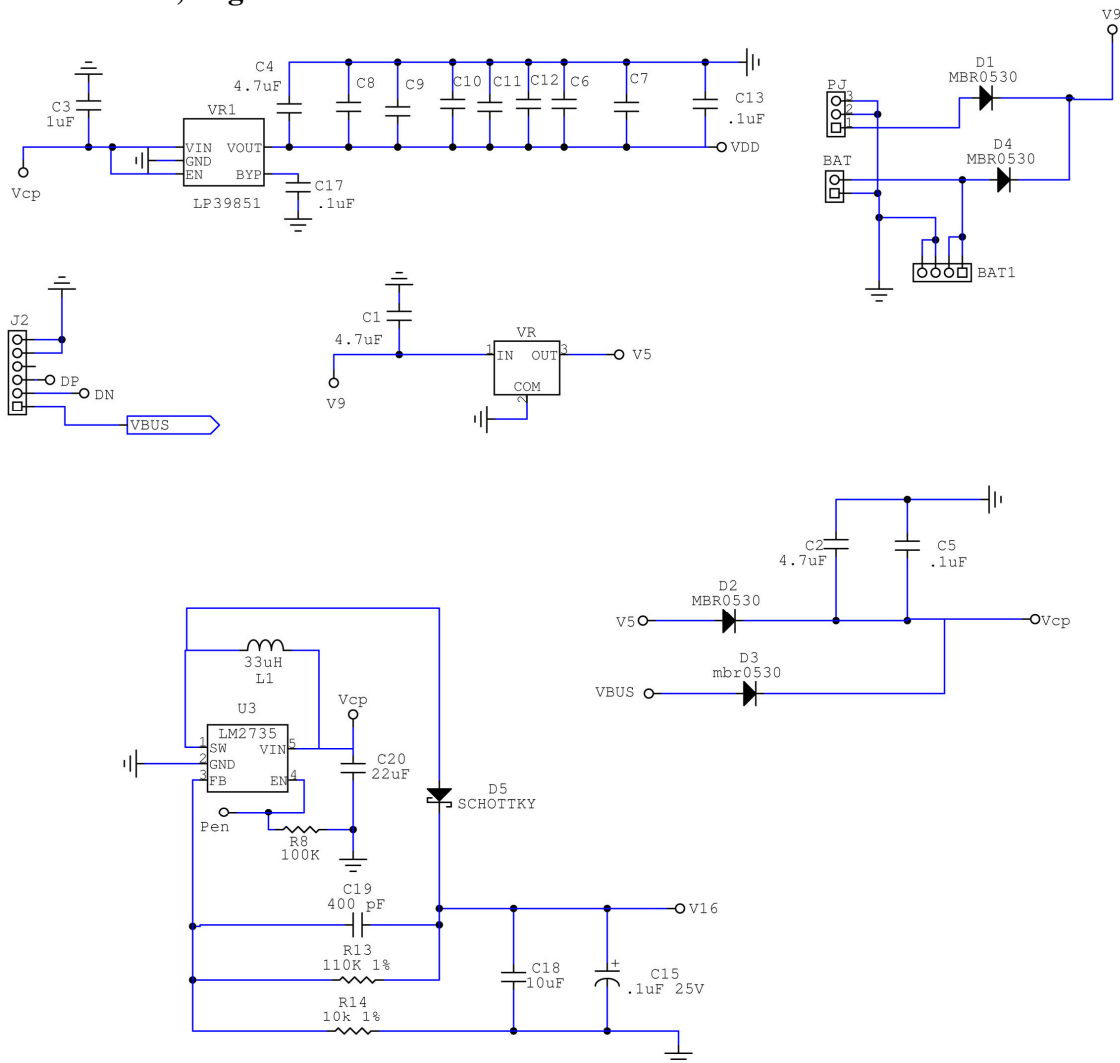 V9
C4
4.7uF
C8
C9
C10
C11
C12
C6
C7
C13
.1uF
C3
1uF
VR1
VIN
GND
EN
VOUT
BYP
LP39851
C17
.1uF
VDD
Vcp
D1
MBR0530
PJ
3
2
1
D4
MBR0530
BAT
BAT1
J2
DP
DN
VBUS
C1
4.7uF
V9
VR
1
IN
OUT
3
COM
2
V5
C2
4.7uF
C5
.1uF
D2
MBR0530
V5
Vcp
D3
mbr0530
VBUS
33uH
L1
U3
LM2735
1
SW
2
GND
3
FB
VIN
5
EN
4
Vcp
C20
22uF
Pen
R8
100K
D5
SCHOTTKY
C19
400 pF
V16
R13
110K 1%
R14
10k 1%
C18
10uF
+
C15
.1uF 25V